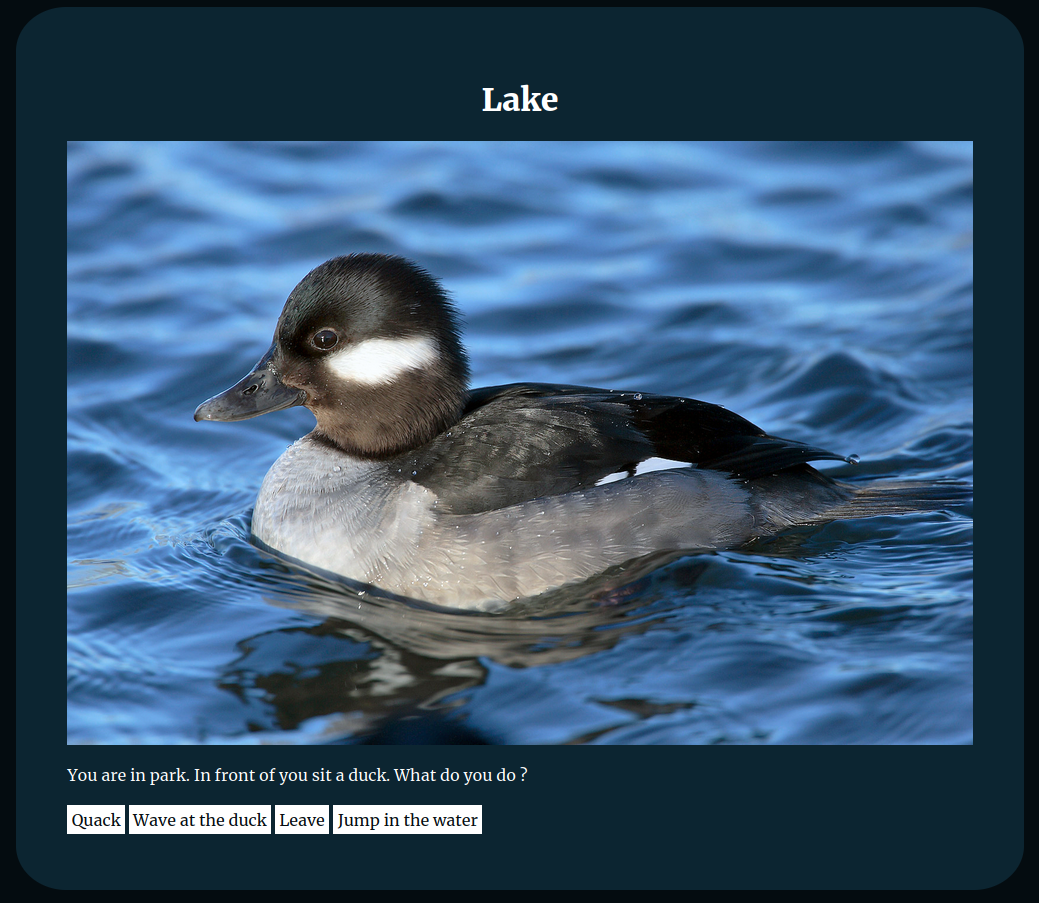 Lake
You are in park. In front of you sit a duck. What do you do ?
Quack Wave at the duck Leave Jump in the water